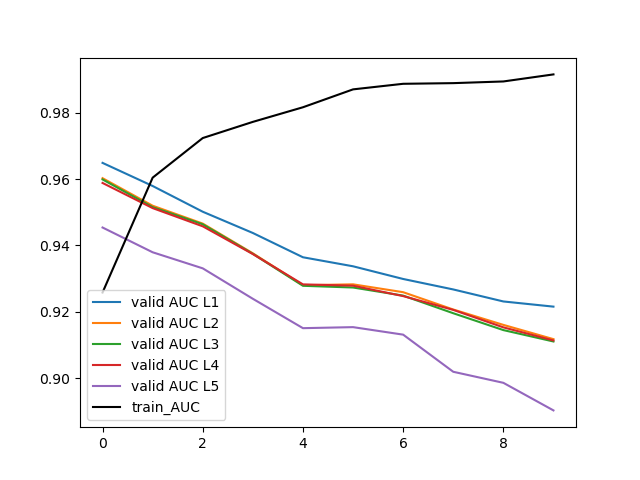 0.98
0.96
0.94
0.92
0.90
valid AUC L1
valid AUC L2
valid AUC L3
valid AUC L4
valid AUC L5
train_AUC
0 2 4 6 8